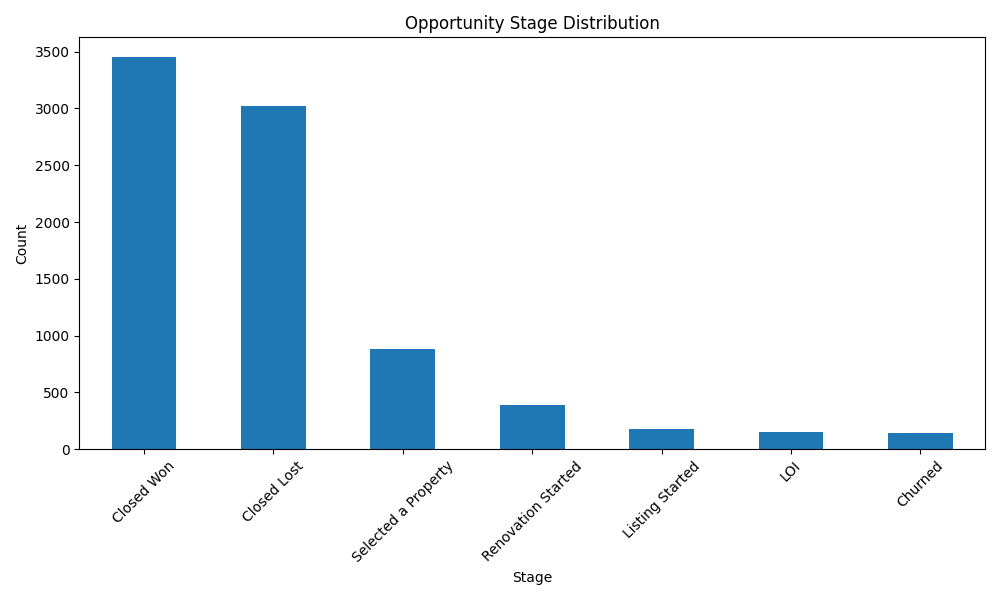 Opportunity Stage Distribution
3500
3000
2500
2000
1500
1000
500
0
Count
Closed Won
Closed Lost
Selected a Property
Renovation Started
Listing Started
LOI
Churned
Stage